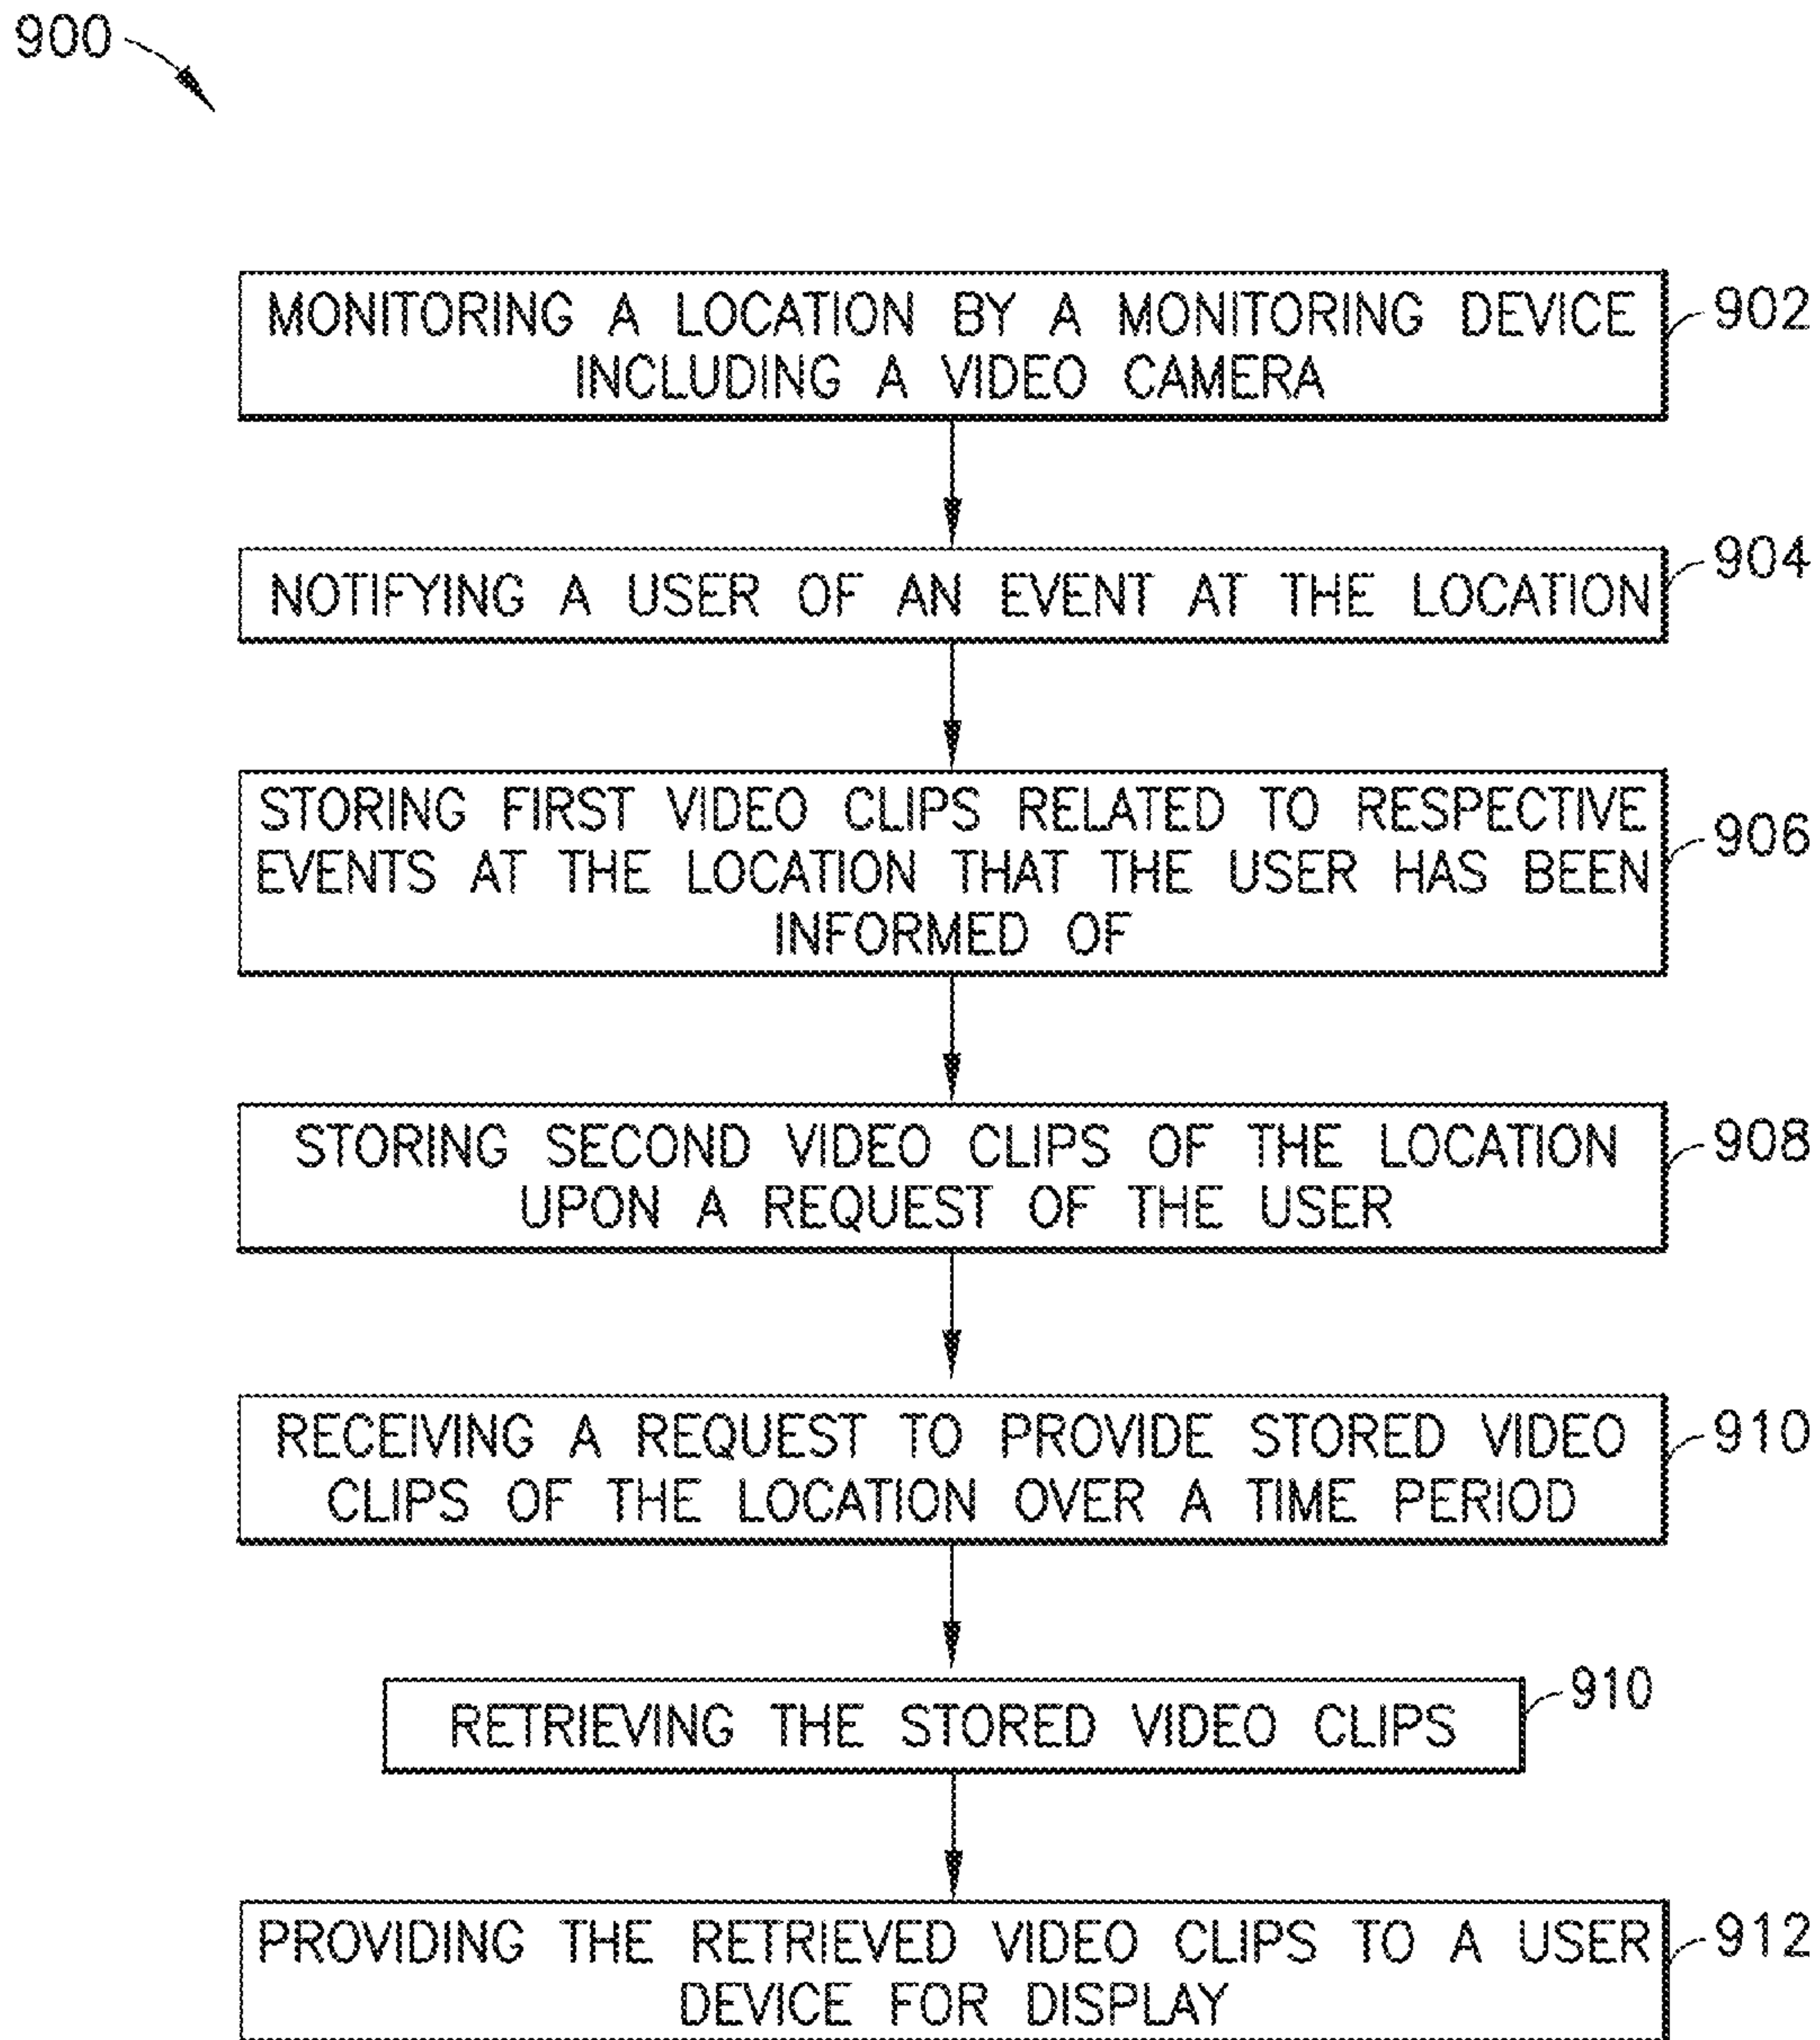 900
MONITORING A LOCATION BY A MONITORING DEVICE
INCLUDING A VIDEO CAMERA
902
NOTIFYING A USER OF AN EVENT AT THE LOCATION
904
STORING FIRST VIDEO CLIPS RELATED TO RESPECTIVE
EVENTS AT THE LOCATION THAT THE USER HAS BEEN
INFORMED OF
906
STORING SECOND VIDEO CLIPS OF THE LOCATION
UPON A REQUEST OF THE USER
908
RECEIVING A REQUEST TO PROVIDE STORED VIDEO
CLIPS OF THE LOCATION OVER A TIME PERIOD
910
RETRIEVING THE STORED VIDEO CLIPS
910
PROVIDING THE RETRIEVED VIDEO CLIPS TO A USER
DEVICE FOR DISPLAY
912